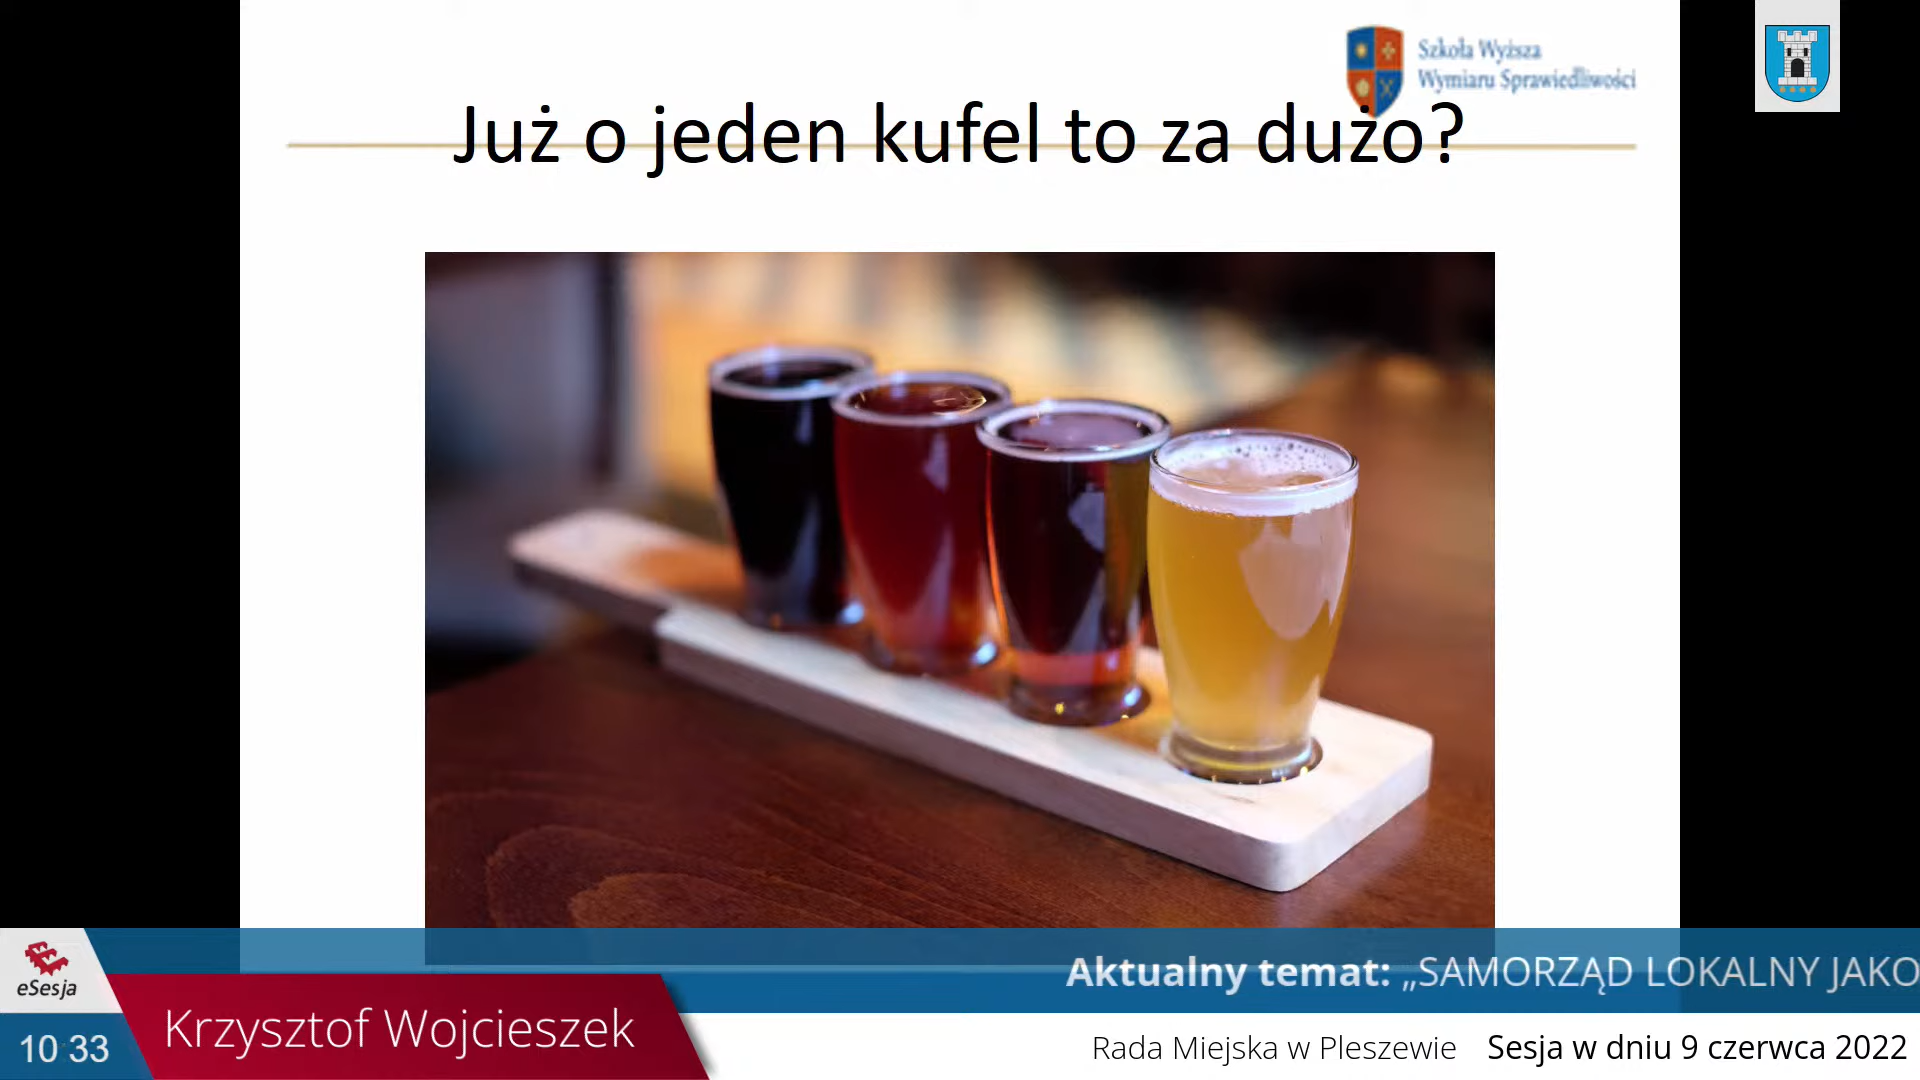 Szkoła Wyższa
Wymiaru Sprawiedliwości
Już o jeden kufel to za dużo?
eSesja
Aktualny temat: „SAMORZĄD LOKALNY JAKO
10:33
Krzysztof Wojcieszek
Rada Miejska w Pleszewie Sesja w dniu 9 czerwca 2022